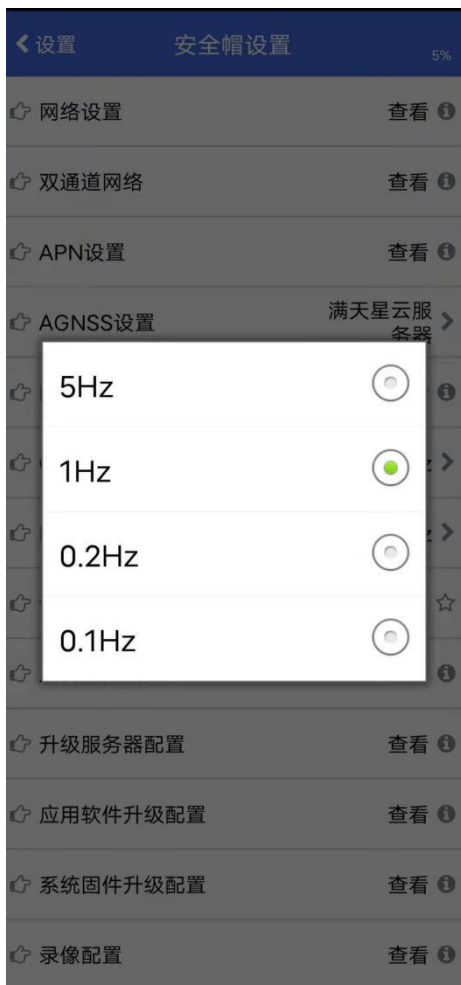 设置 安全帽设置 5%
网络设置 查看
双通道网络 查看
APN设置 查看
AGNSS设置 满天星云服
务器
5Hz
1Hz
0.2Hz
0.1Hz
升级服务器配置 查看
应用软件升级配置 查看
系统固件升级配置 查看
录像配置 查看